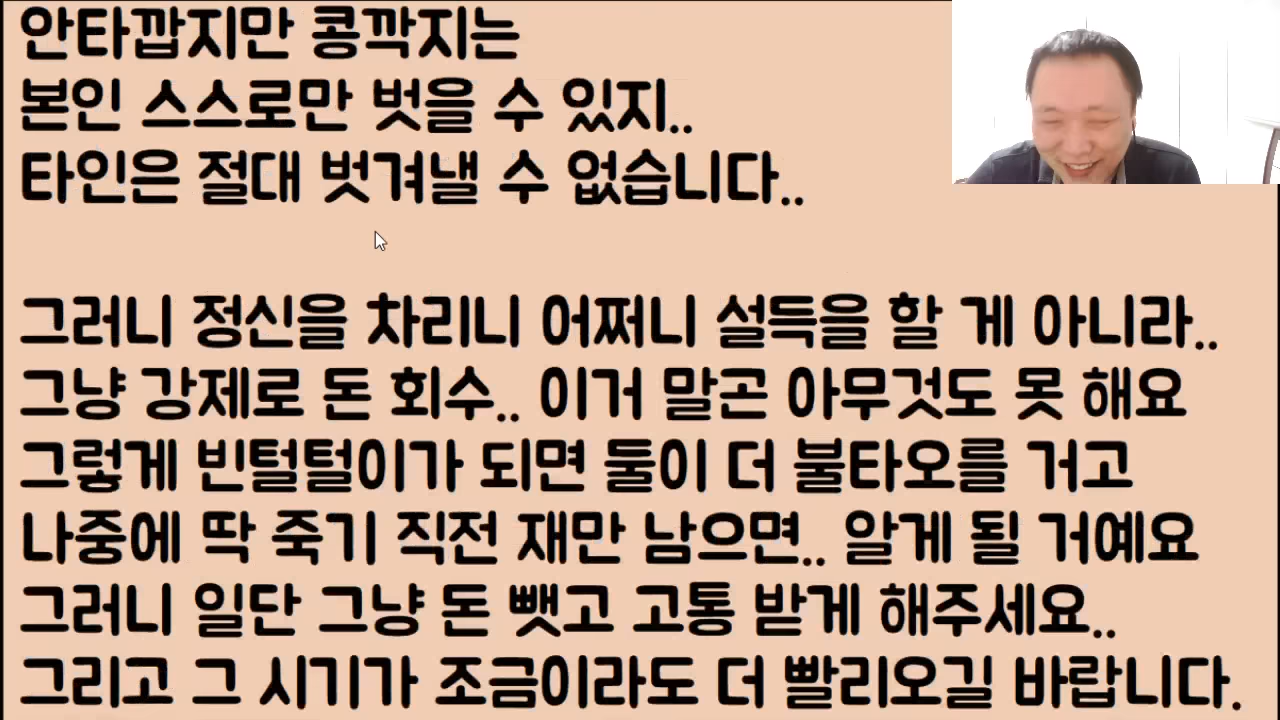 안타깝지만 콩깍지는
본인 스스로만 벗을 수 있지..
타인은 절대 벗겨낼 수 없습니다..
그러니 정신을 차리니 어쩌니 설득을 할 게 아니라..
그냥 강제로 돈 회수.. 이거 말곤 아무것도 못 해요
그렇게 빈털털이가 되면 둘이 더 불타오를 거고
나중에 딱 죽기 직전 재만 남으면.. 알게 될 거예요
그러니 일단 그냥 돈 뺏고 고통 받게 해주세요..
그리고 그 시기가 조금이라도 더 빨리오길 바랍니다.